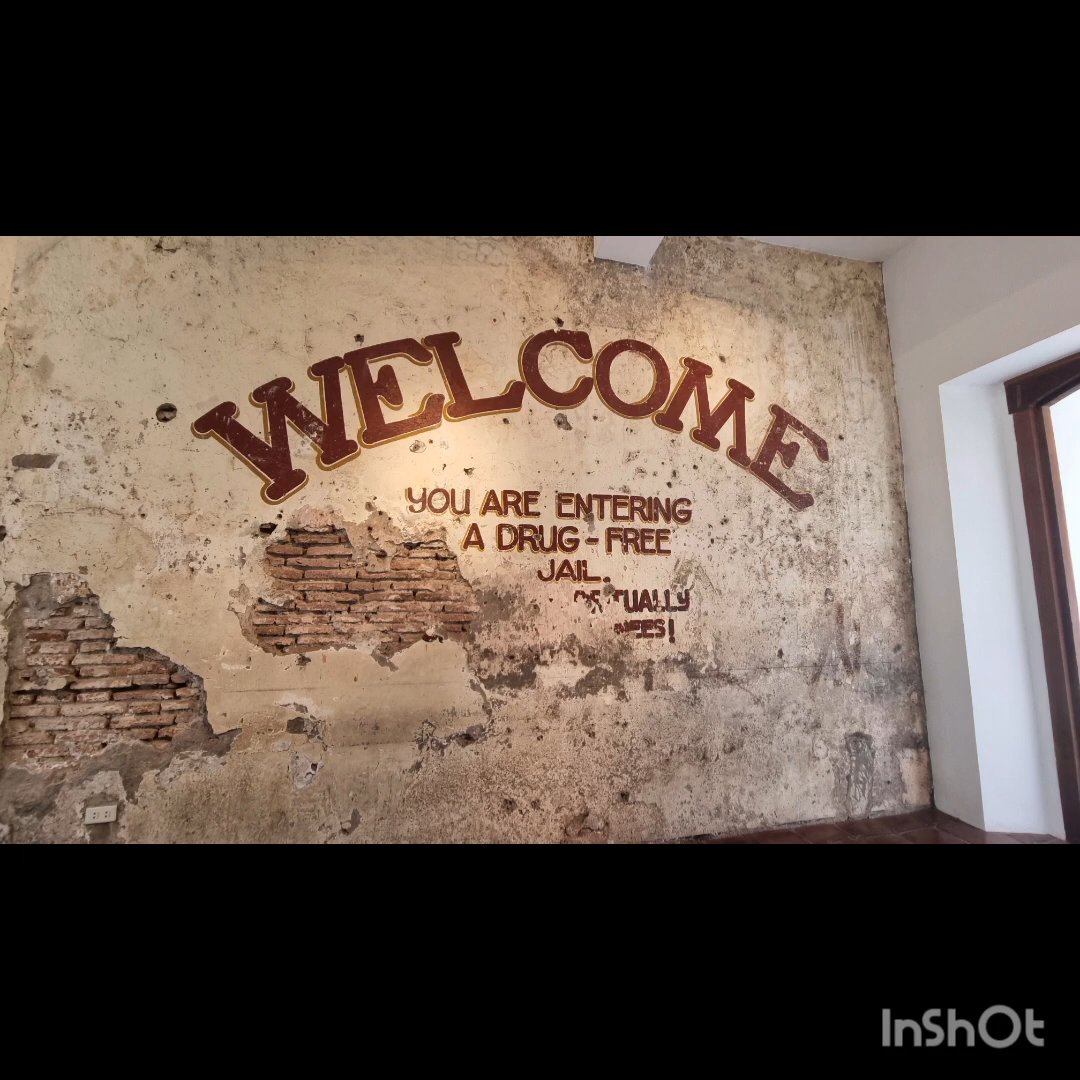 WELCOME
YOU ARE ENTERING
A DRUG-FREE
JAIL.
InShOt